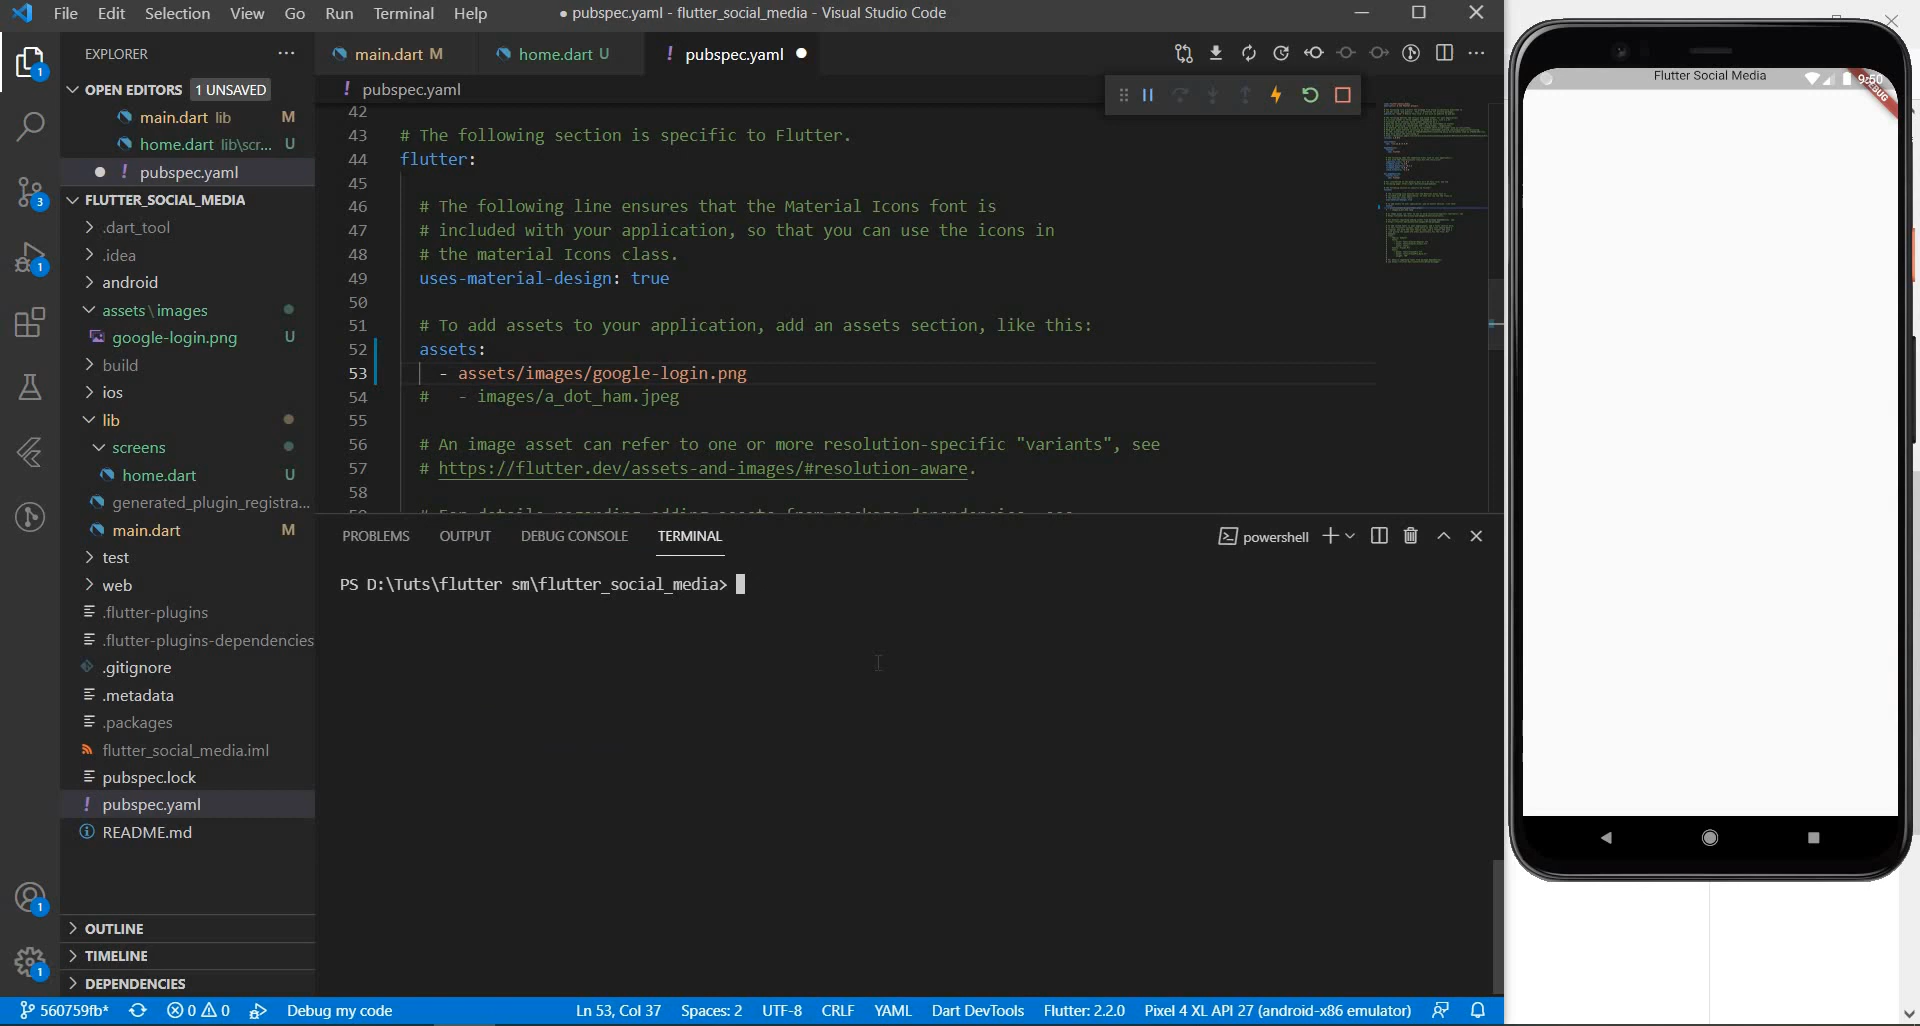 File Edit Selection View Go Run Terminal Help
● pubspec.yaml - flutter_social_media - Visual Studio Code
EXPLORER
OPEN EDITORS 1 UNSAVED
main.dart lib M
home.dart lib\scr... U
pubspec.yaml
FLUTTER_SOCIAL_MEDIA
.dart_tool
.idea
android
assets\images
google-login.png U
build
ios
lib
screens
home.dart U
generated_plugin_registra...
main.dart M
test
web
.flutter-plugins
.flutter-plugins-dependencies
.gitignore
.metadata
.packages
flutter_social_media.iml
pubspec.lock
pubspec.yaml
README.md
OUTLINE
TIMELINE
DEPENDENCIES
1
3
1
1
1
main.dart M
home.dart U
pubspec.yaml
pubspec.yaml
42
43 # The following section is specific to Flutter.
44 flutter:
45
46 # The following line ensures that the Material Icons font is
47 # included with your application, so that you can use the icons in
48 # the material Icons class.
49 uses-material-design: true
50
51 # To add assets to your application, add an assets section, like this:
52 assets:
53 - assets/images/google-login.png
54 # - images/a_dot_ham.jpeg
55
56 # An image asset can refer to one or more resolution-specific "variants", see
57 # https://flutter.dev/assets-and-images/#resolution-aware.
58
PROBLEMS OUTPUT DEBUG CONSOLE TERMINAL
powershell
PS D:\Tuts\flutter sm\flutter_social_media>
560759fb* 0 0 Debug my code
Ln 53, Col 37 Spaces: 2 UTF-8 CRLF YAML Dart DevTools Flutter: 2.2.0 Pixel 4 XL API 27 (android-x86 emulator)
Flutter Social Media
9:50